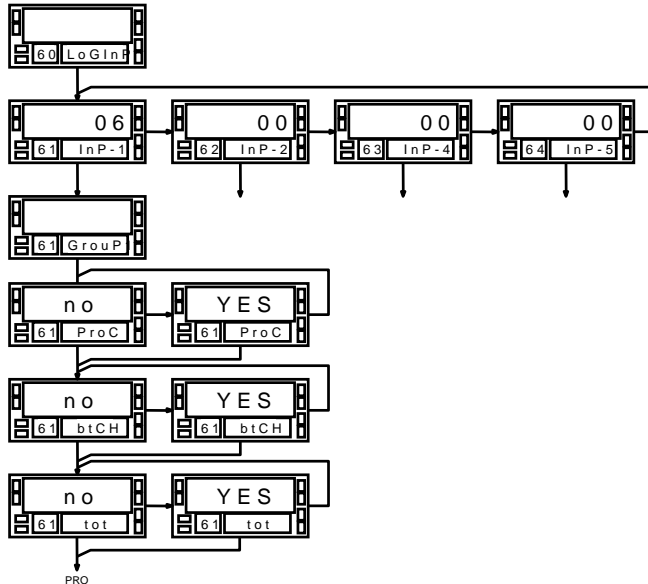 60 LoGInP
06 00 00 00
61 InP-1 62 InP-2 63 InP-4 64 InP-5
61 GrouP1
no YES
61 ProC 61 ProC
no YES
61 btCH 61 btCH
no YES
61 tot 61 tot
PRO